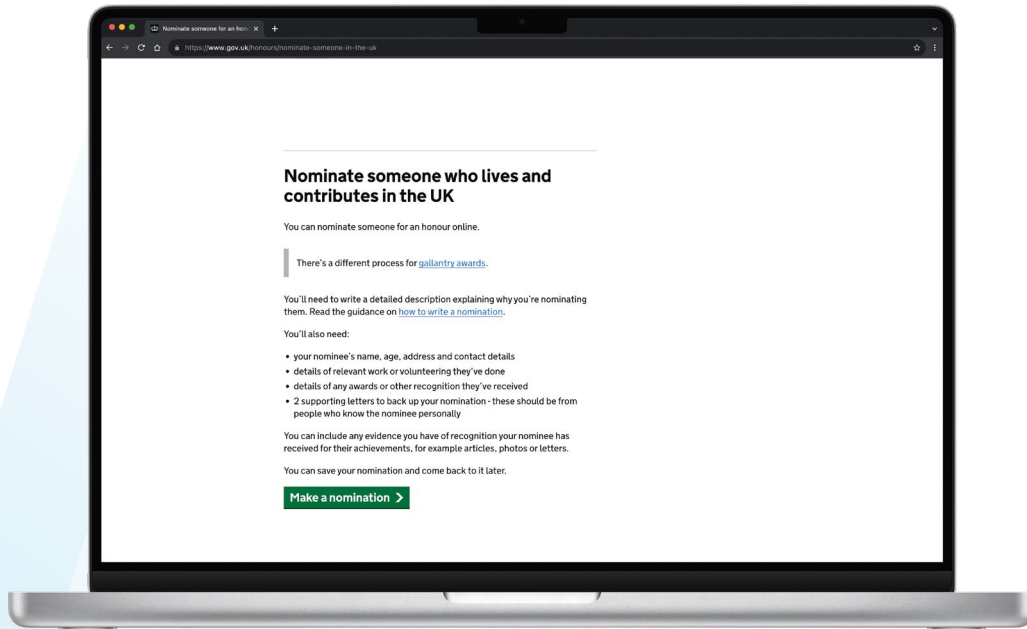 Nominate someone for an hono
https://www.gov.uk/honours/nominate-someone-in-the-uk
Nominate someone who lives and
contributes in the UK
You can nominate someone for an honour online.
There's a different process for gallantry awards.
You'll need to write a detailed description explaining why you're nominating
them. Read the guidance on how to write a nomination.
You'll also need:
• your nominee's name, age, address and contact details
• details of relevant work or volunteering they've done
• details of any awards or other recognition they've received
• 2 supporting letters to back up your nomination - these should be from
people who know the nominee personally
You can include any evidence you have of recognition your nominee has
received for their achievements, for example articles, photos or letters.
You can save your nomination and come back to it later.
Make a nomination